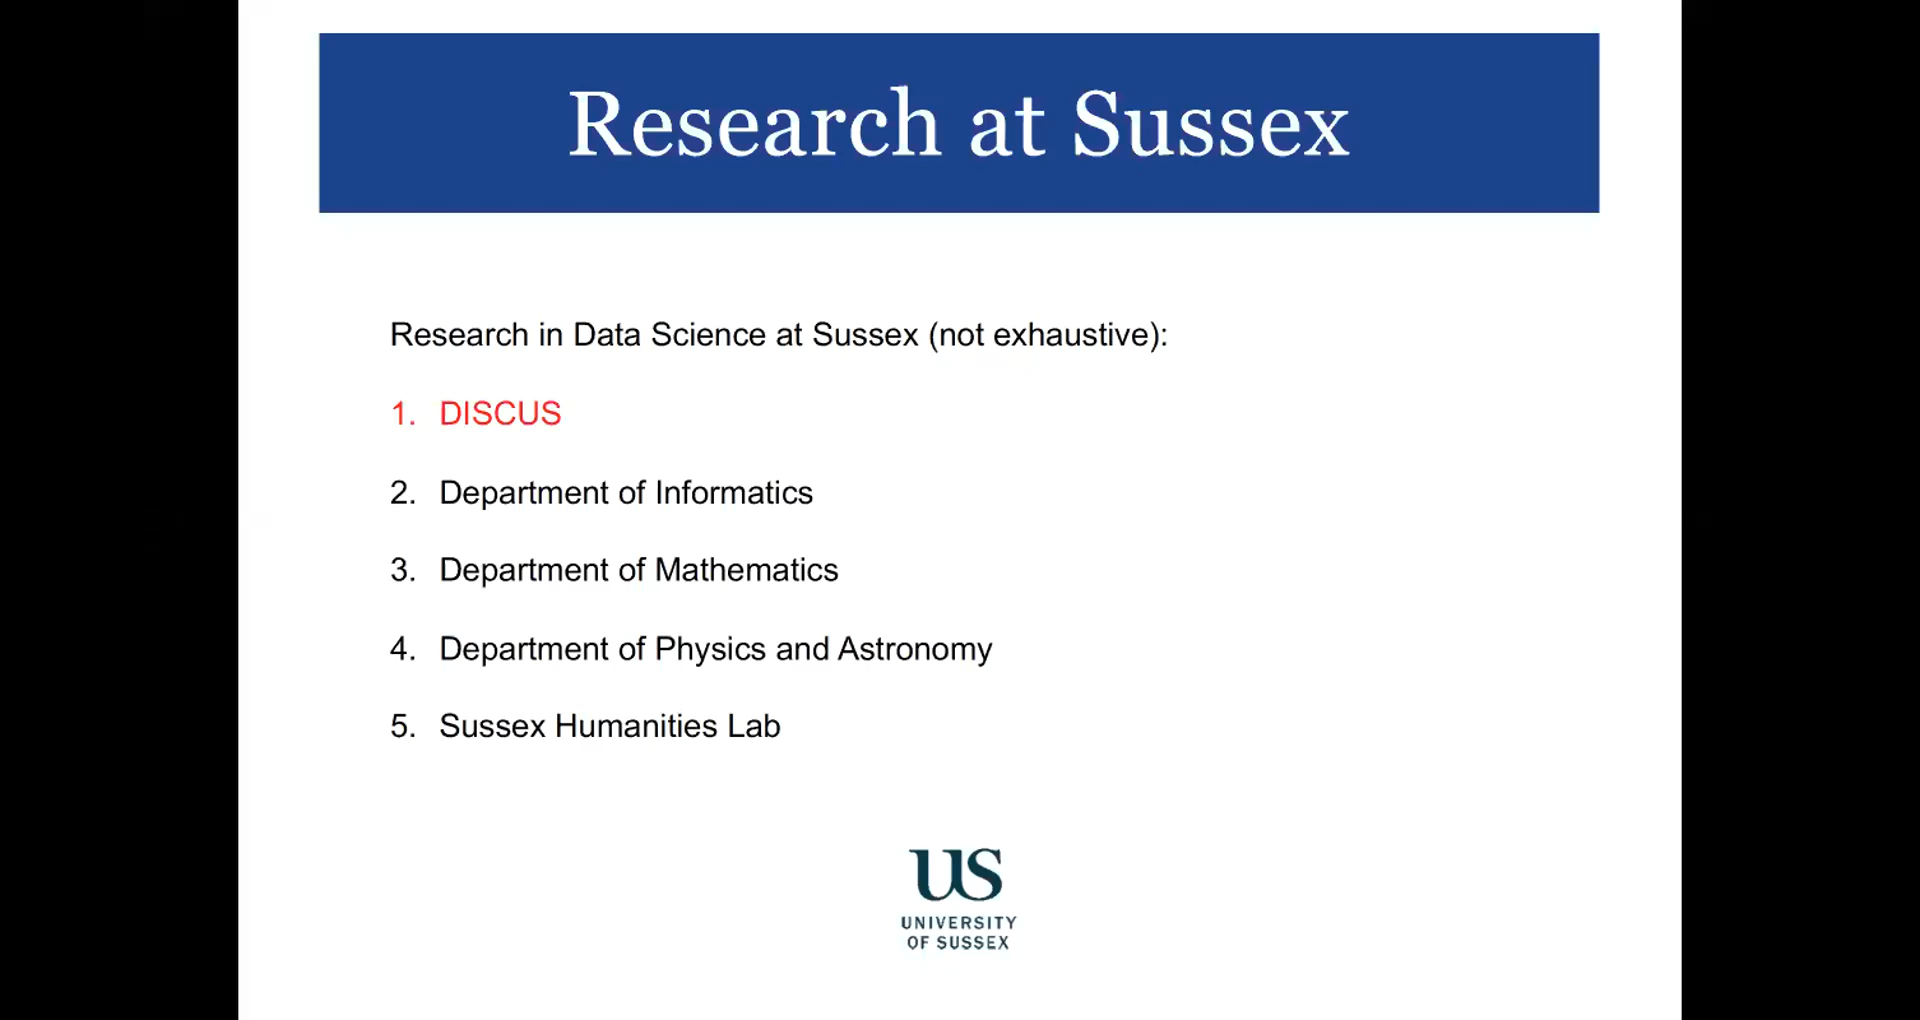 Research at Sussex
Research in Data Science at Sussex (not exhaustive):
1. DISCUS
2. Department of Informatics
3. Department of Mathematics
4. Department of Physics and Astronomy
5. Sussex Humanities Lab
US
UNIVERSITY
OF SUSSEX